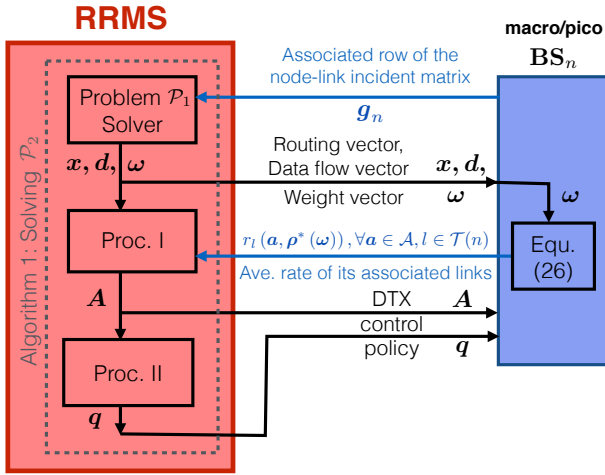 RRMS
macro/pico
BSₙ
Algorithm 1: Solving 𝒫₂
Problem 𝒫₁
Solver
Associated row of the
node-link incident matrix
gₙ
x, d, ω
Routing vector,
Data flow vector
x, d,
Weight vector
ω
ω
Proc. I
r_l (a, ρ* (ω)), ∀a ∈ 𝒜, l ∈ 𝒯(n)
Ave. rate of its associated links
Equ.
(26)
A
DTX
A
control
policy
q
Proc. II
q